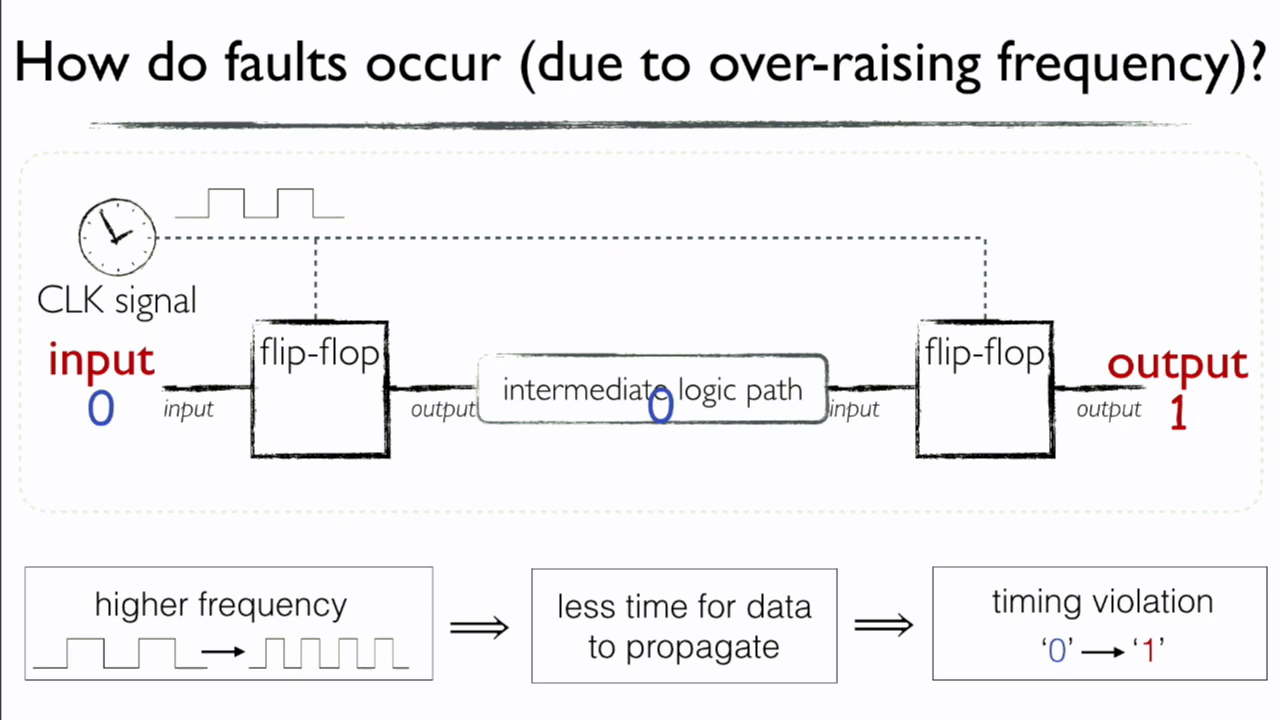 How do faults occur (due to over-raising frequency)?
CLK signal
input
0
input
flip-flop
output
intermediate logic path
0
input
flip-flop
output
output
1
higher frequency
less time for data
to propagate
timing violation
‘0’ → ‘1’